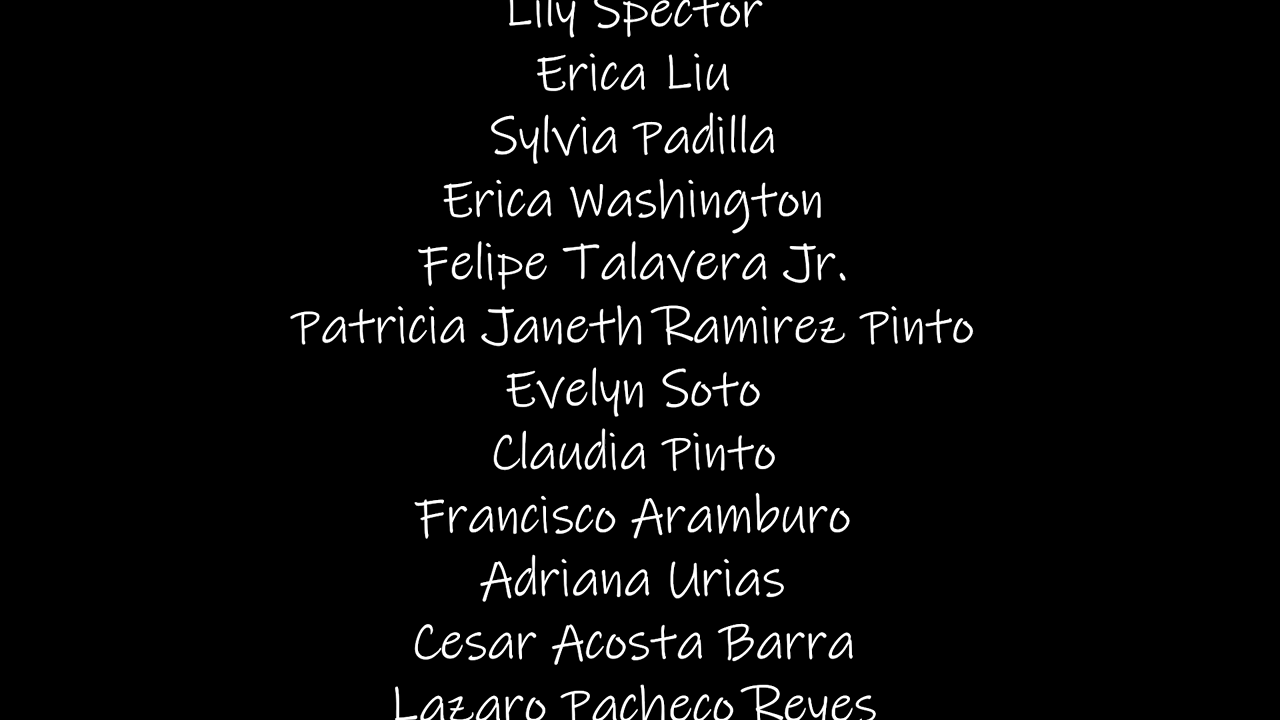 Lily Spector
Erica Liu
Sylvia Padilla
Erica Washington
Felipe Talavera Jr.
Patricia Janeth Ramirez Pinto
Evelyn Soto
Claudia Pinto
Francisco Aramburo
Adriana Urias
Cesar Acosta Barra
Lazaro Pacheco Reyes